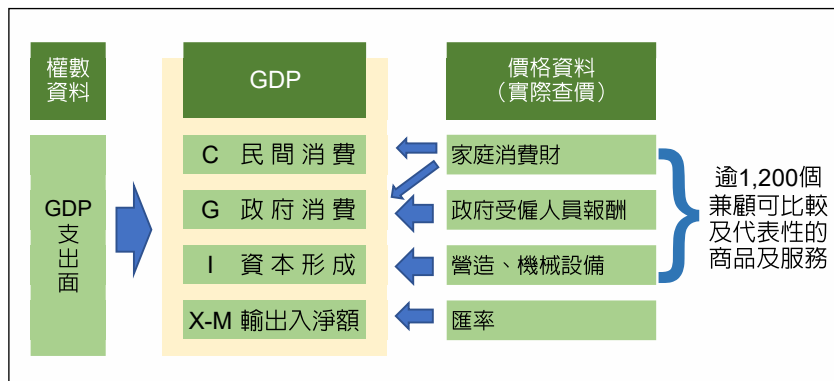 權數
資料
GDP
價格資料
（實際查價）
GDP
支
出
面
C 民間消費
家庭消費財
G 政府消費
政府受僱人員報酬
I 資本形成
營造、機械設備
X-M 輸出入淨額
匯率
逾1,200個
兼顧可比較
及代表性的
商品及服務